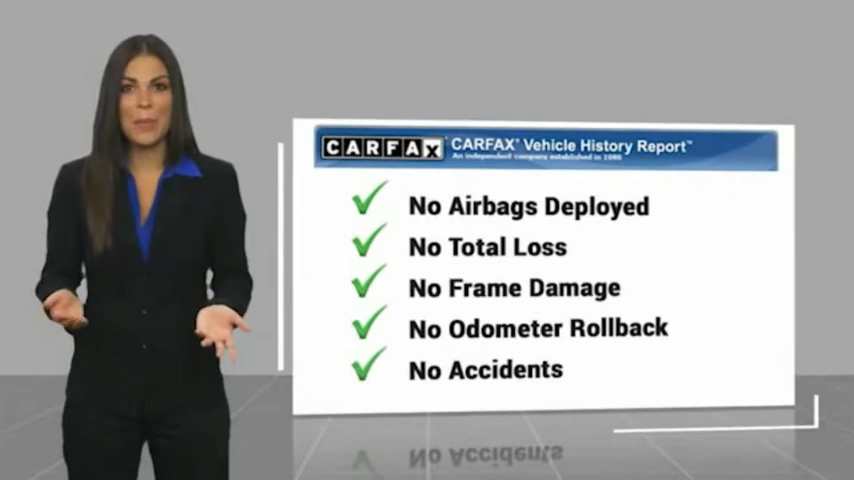 CARFAX CARFAX® Vehicle History Report™
An independent company established in 1986
No Airbags Deployed
No Total Loss
No Frame Damage
No Odometer Rollback
No Accidents
No Accidents